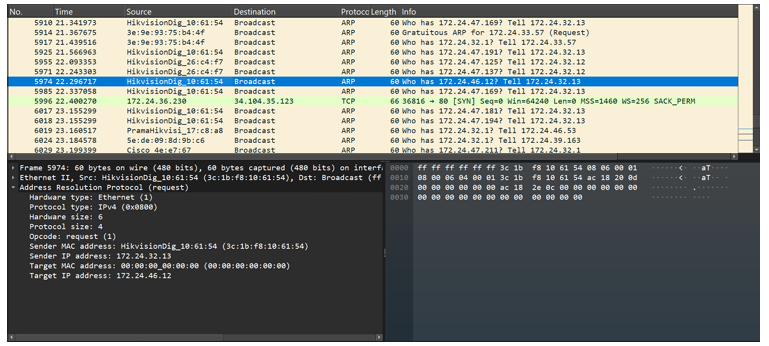 No. Time Source Destination Protocc Length Info
5910 21.341973 HikvisionDig_10:61:54 Broadcast ARP 60 Who has 172.24.47.169? Tell 172.24.32.13
5914 21.367675 3e:9e:93:75:b4:4f Broadcast ARP 60 Gratuitous ARP for 172.24.33.57 (Request)
5917 21.439516 3e:9e:93:75:b4:4f Broadcast ARP 60 Who has 172.24.32.1? Tell 172.24.33.57
5925 21.566963 HikvisionDig_10:61:54 Broadcast ARP 60 Who has 172.24.47.181? Tell 172.24.32.13
5955 22.093353 HikvisionDig_26:c4:f7 Broadcast ARP 60 Who has 172.24.47.125? Tell 172.24.32.12
5971 22.243303 HikvisionDig_26:c4:f7 Broadcast ARP 60 Who has 172.24.47.137? Tell 172.24.32.12
5974 22.296717 HikvisionDig_10:61:54 Broadcast ARP 60 Who has 172.24.46.12? Tell 172.24.32.13
5985 22.337058 HikvisionDig_10:61:54 Broadcast ARP 60 Who has 172.24.47.169? Tell 172.24.32.13
5996 22.400270 172.24.36.230 34.104.35.123 TCP 66 36816 → 80 [SYN] Seq=0 Win=64240 Len=0 MSS=1460 WS=256 SACK_PERM
6017 23.155299 HikvisionDig_10:61:54 Broadcast ARP 60 Who has 172.24.47.181? Tell 172.24.32.13
6018 23.155299 HikvisionDig_10:61:54 Broadcast ARP 60 Who has 172.24.47.194? Tell 172.24.32.13
6019 23.160517 PramaHikvisi_17:c8:a8 Broadcast ARP 60 Who has 172.24.32.1? Tell 172.24.46.53
6024 23.184578 5e:de:09:8d:9b:c6 Broadcast ARP 60 Who has 172.24.32.1? Tell 172.24.39.163
6029 23.199399 Cisco_4e:e7:67 Broadcast ARP 60 Who has 172.24.47.211? Tell 172.24.32.1
Frame 5974: 60 bytes on wire (480 bits), 60 bytes captured (480 bits) on interf
Ethernet II, Src: HikvisionDig_10:61:54 (3c:1b:f8:10:61:54), Dst: Broadcast (ff
Address Resolution Protocol (request)
Hardware type: Ethernet (1)
Protocol type: IPv4 (0x0800)
Hardware size: 6
Protocol size: 4
Opcode: request (1)
Sender MAC address: HikvisionDig_10:61:54 (3c:1b:f8:10:61:54)
Sender IP address: 172.24.32.13
Target MAC address: 00:00:00_00:00:00 (00:00:00:00:00:00)
Target IP address: 172.24.46.12
0000 ff ff ff ff ff ff 3c 1b f8 10 61 54 08 06 00 01 ······<· ··aT····
0010 08 00 06 04 00 01 3c 1b f8 10 61 54 ac 18 20 0d ······<· ··aT·· ·
0020 00 00 00 00 00 00 ac 18 2e 0c 00 00 00 00 00 00 ········ .·······
0030 00 00 00 00 00 00 00 00 00 00 00 00 ········ ····